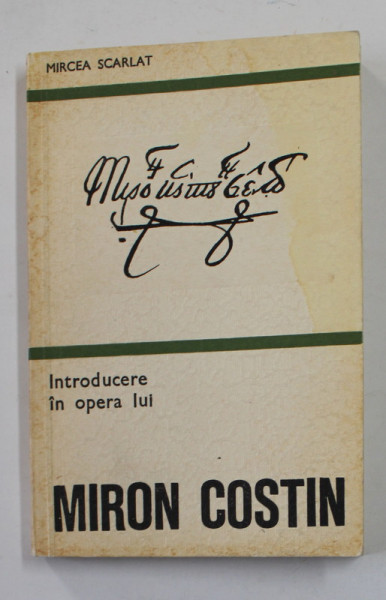 MIRCEA SCARLAT
Introducere
în opera lui
MIRON COSTIN